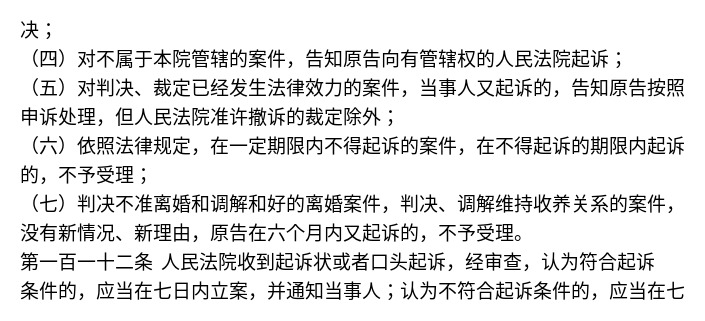 决；
（四）对不属于本院管辖的案件，告知原告向有管辖权的人民法院起诉；
（五）对判决、裁定已经发生法律效力的案件，当事人又起诉的，告知原告按照
申诉处理，但人民法院准许撤诉的裁定除外；
（六）依照法律规定，在一定期限内不得起诉的案件，在不得起诉的期限内起诉
的，不予受理；
（七）判决不准离婚和调解和好的离婚案件，判决、调解维持收养关系的案件，
没有新情况、新理由，原告在六个月内又起诉的，不予受理。
第一百一十二条 人民法院收到起诉状或者口头起诉，经审查，认为符合起诉
条件的，应当在七日内立案，并通知当事人；认为不符合起诉条件的，应当在七